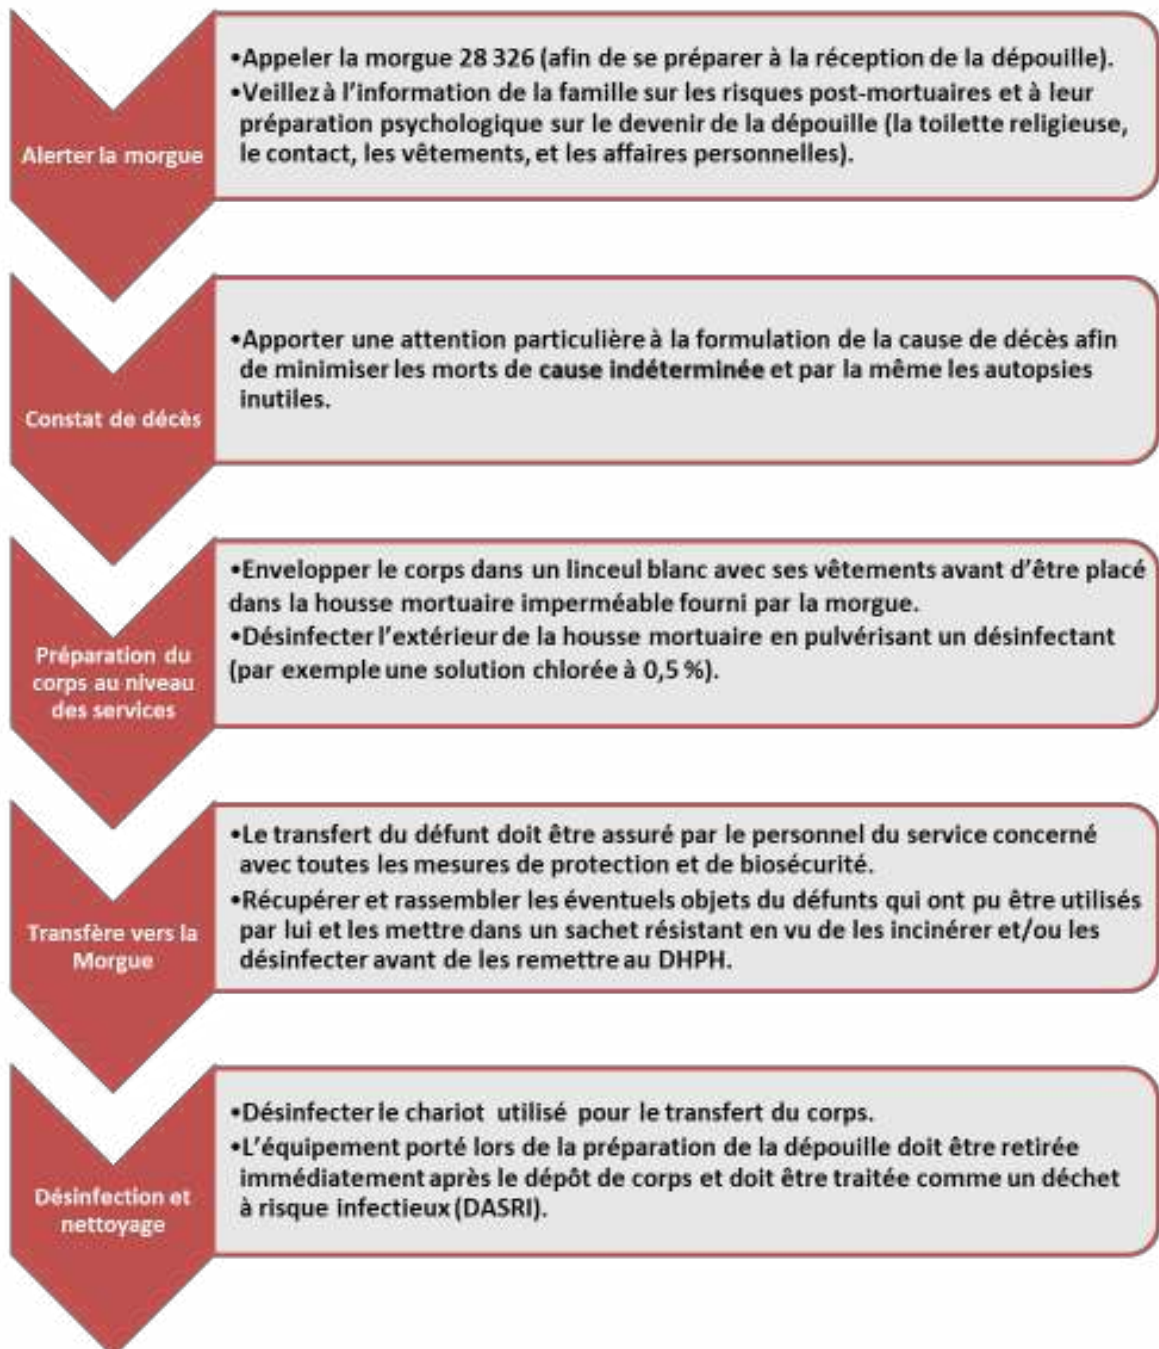 Alerter la morgue
•Appeler la morgue 28 326 (afin de se préparer à la réception de la dépouille).
•Veillez à l'information de la famille sur les risques post-mortuaires et à leur
préparation psychologique sur le devenir de la dépouille (la toilette religieuse,
le contact, les vêtements, et les affaires personnelles).
Constat de décès
•Apporter une attention particulière à la formulation de la cause de décès afin
de minimiser les morts de cause indéterminée et par la même les autopsies
inutiles.
Préparation du
corps au niveau
des services
•Envelopper le corps dans un linceul blanc avec ses vêtements avant d'être placé
dans la housse mortuaire imperméable fourni par la morgue.
•Désinfecter l'extérieur de la housse mortuaire en pulvérisant un désinfectant
(par exemple une solution chlorée à 0,5 %).
Transfère vers la
Morgue
•Le transfert du défunt doit être assuré par le personnel du service concerné
avec toutes les mesures de protection et de biosécurité.
•Récupérer et rassembler les éventuels objets du défunts qui ont pu être utilisés
par lui et les mettre dans un sachet résistant en vu de les incinérer et/ou les
désinfecter avant de les remettre au DHPH.
Désinfection et
nettoyage
•Désinfecter le chariot utilisé pour le transfert du corps.
•L'équipement porté lors de la préparation de la dépouille doit être retirée
immédiatement après le dépôt de corps et doit être traitée comme un déchet
à risque infectieux (DASRI).